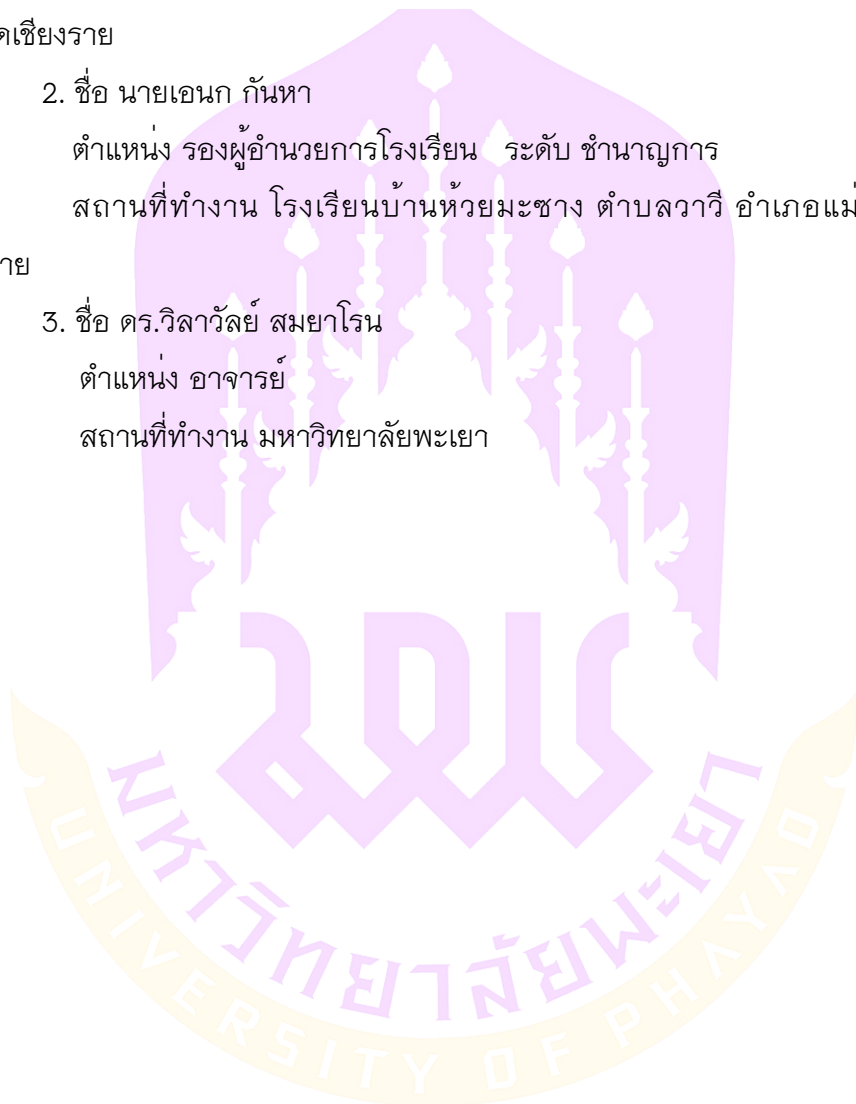 ดเชียงราย
2. ชื่อ นายเอนก กันหา
ตำแหน่ง รองผู้อำนวยการโรงเรียน ระดับ ชำนาญการ
สถานที่ทำงาน โรงเรียนบ้านห้วยมะซาง ตำบลวาวี อำเภอแม่
าย
3. ชื่อ ดร.วิลาวัลย์ สมยาโรน
ตำแหน่ง อาจารย์
สถานที่ทำงาน มหาวิทยาลัยพะเยา
มหาวิทยาลัยพะเยา
UNIVERSITY OF PHAYAO